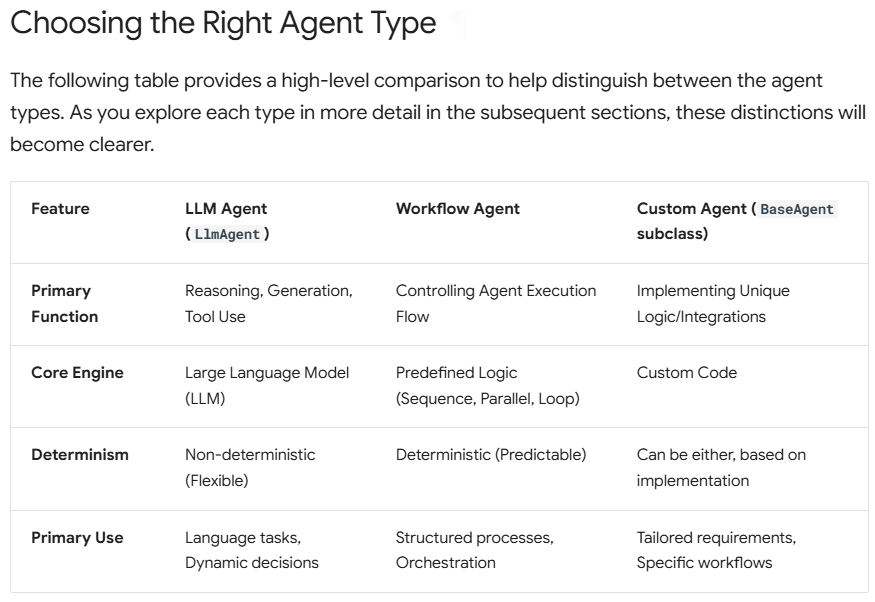 Choosing the Right Agent Type ¶
The following table provides a high-level comparison to help distinguish between the agent
types. As you explore each type in more detail in the subsequent sections, these distinctions will
become clearer.
Feature
LLM Agent
(LlmAgent)
Workflow Agent
Custom Agent (BaseAgent
subclass)
Primary
Function
Reasoning, Generation,
Tool Use
Controlling Agent Execution
Flow
Implementing Unique
Logic/Integrations
Core Engine
Large Language Model
(LLM)
Predefined Logic
(Sequence, Parallel, Loop)
Custom Code
Determinism
Non-deterministic
(Flexible)
Deterministic (Predictable)
Can be either, based on
implementation
Primary Use
Language tasks,
Dynamic decisions
Structured processes,
Orchestration
Tailored requirements,
Specific workflows